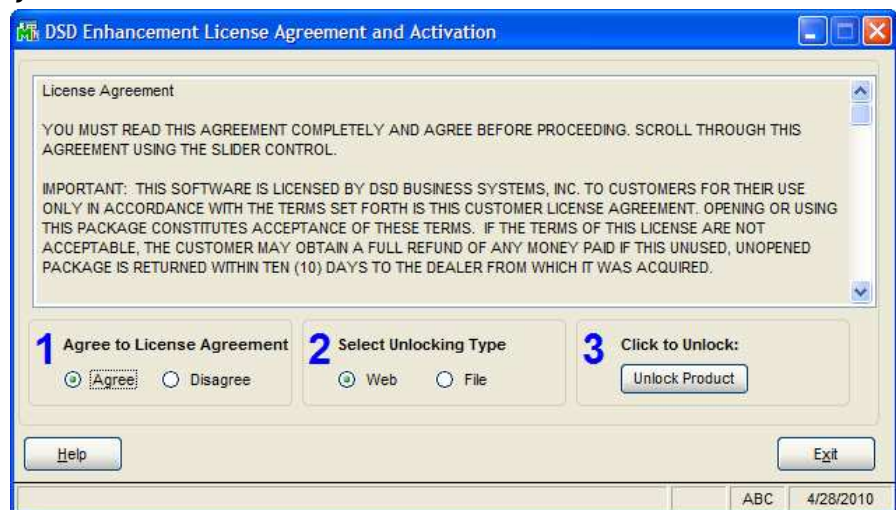 DSD Enhancement License Agreement and Activation
License Agreement
YOU MUST READ THIS AGREEMENT COMPLETELY AND AGREE BEFORE PROCEEDING. SCROLL THROUGH THIS
AGREEMENT USING THE SLIDER CONTROL.
IMPORTANT: THIS SOFTWARE IS LICENSED BY DSD BUSINESS SYSTEMS, INC. TO CUSTOMERS FOR THEIR USE
ONLY IN ACCORDANCE WITH THE TERMS SET FORTH IS THIS CUSTOMER LICENSE AGREEMENT. OPENING OR USING
THIS PACKAGE CONSTITUTES ACCEPTANCE OF THESE TERMS. IF THE TERMS OF THIS LICENSE ARE NOT
ACCEPTABLE, THE CUSTOMER MAY OBTAIN A FULL REFUND OF ANY MONEY PAID IF THIS UNUSED, UNOPENED
PACKAGE IS RETURNED WITHIN TEN (10) DAYS TO THE DEALER FROM WHICH IT WAS ACQUIRED.
1 Agree to License Agreement
Agree Disagree
2 Select Unlocking Type
Web File
3 Click to Unlock:
Unlock Product
Help Exit
ABC 4/28/2010